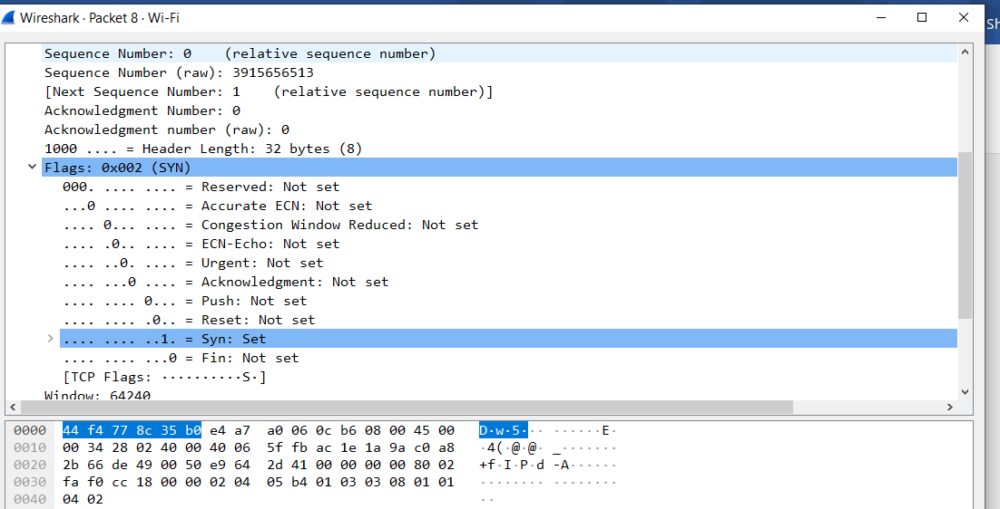 Wireshark · Packet 8 · Wi-Fi
Sh
Sequence Number: 0    (relative sequence number)
Sequence Number (raw): 3915656513
[Next Sequence Number: 1    (relative sequence number)]
Acknowledgment Number: 0
Acknowledgment number (raw): 0
1000 .... = Header Length: 32 bytes (8)
Flags: 0x002 (SYN)
000. .... .... = Reserved: Not set
...0 .... .... = Accurate ECN: Not set
.... 0... .... = Congestion Window Reduced: Not set
.... .0.. .... = ECN-Echo: Not set
.... ..0. .... = Urgent: Not set
.... ...0 .... = Acknowledgment: Not set
.... .... 0... = Push: Not set
.... .... .0.. = Reset: Not set
.... .... ..1. = Syn: Set
.... .... ...0 = Fin: Not set
[TCP Flags: ··········S·]
Window: 64240
0000 44 f4 77 8c 35 b0 e4 a7 a0 06 0c b6 08 00 45 00 D·w·5··· ······E·
0010 00 34 28 02 40 00 40 06 5f fb ac 1e 1a 9a c0 a8 ·4(·@·@· _·······
0020 2b 66 de 49 00 50 e9 64 2d 41 00 00 00 00 80 02 +f·I·P·d -A······
0030 fa f0 cc 18 00 00 02 04 05 b4 01 03 03 08 01 01 ········ ········
0040 04 02 ··